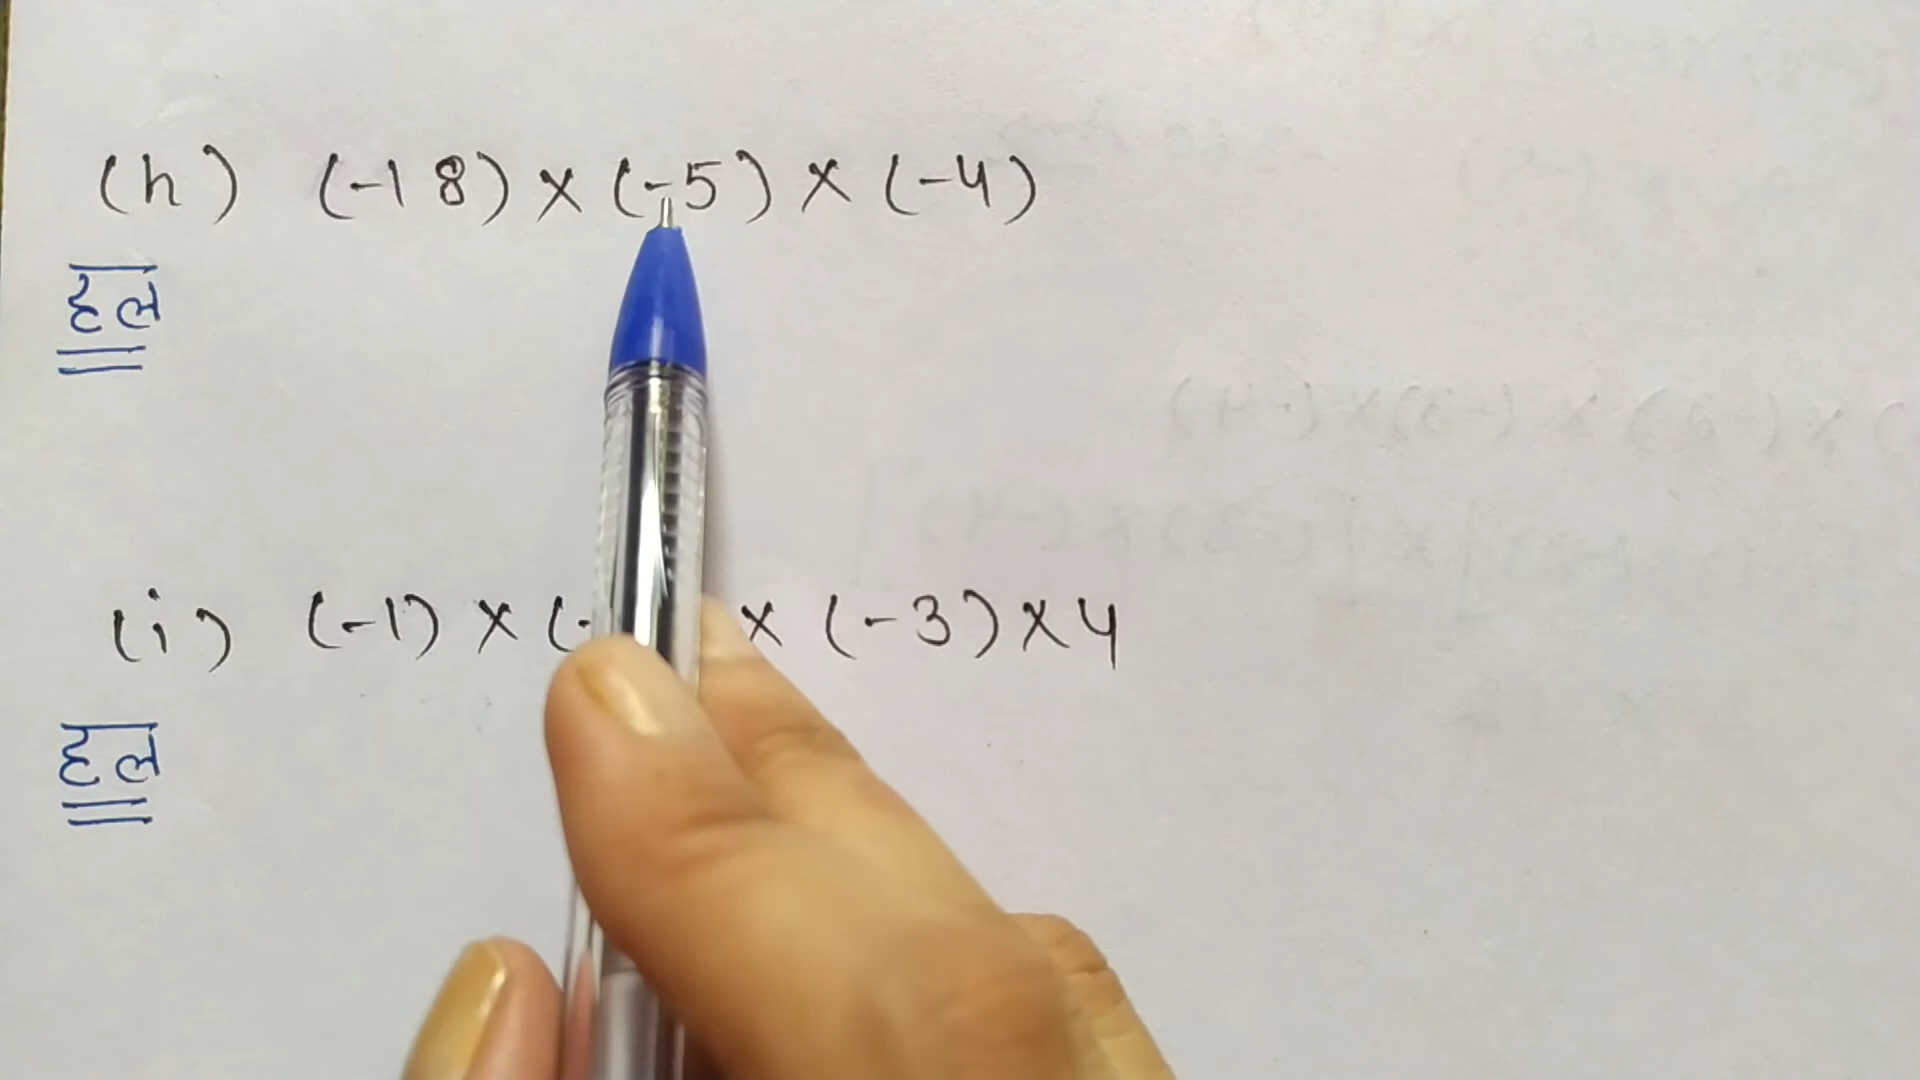 (h) (-18) × (-5) × (-4)
हल
(i) (-1) × (- × (-3) × 4
हल